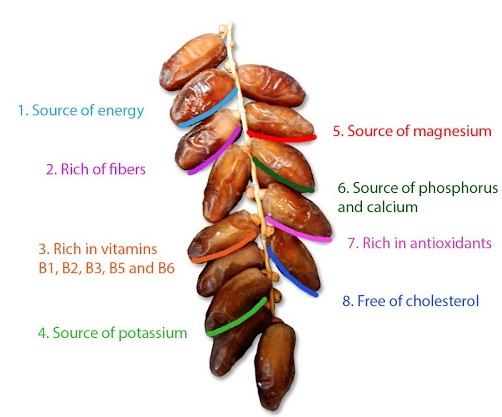 1. Source of energy
2. Rich of fibers
3. Rich in vitamins
B1, B2, B3, B5 and B6
4. Source of potassium
5. Source of magnesium
6. Source of phosphorus
and calcium
7. Rich in antioxidants
8. Free of cholesterol